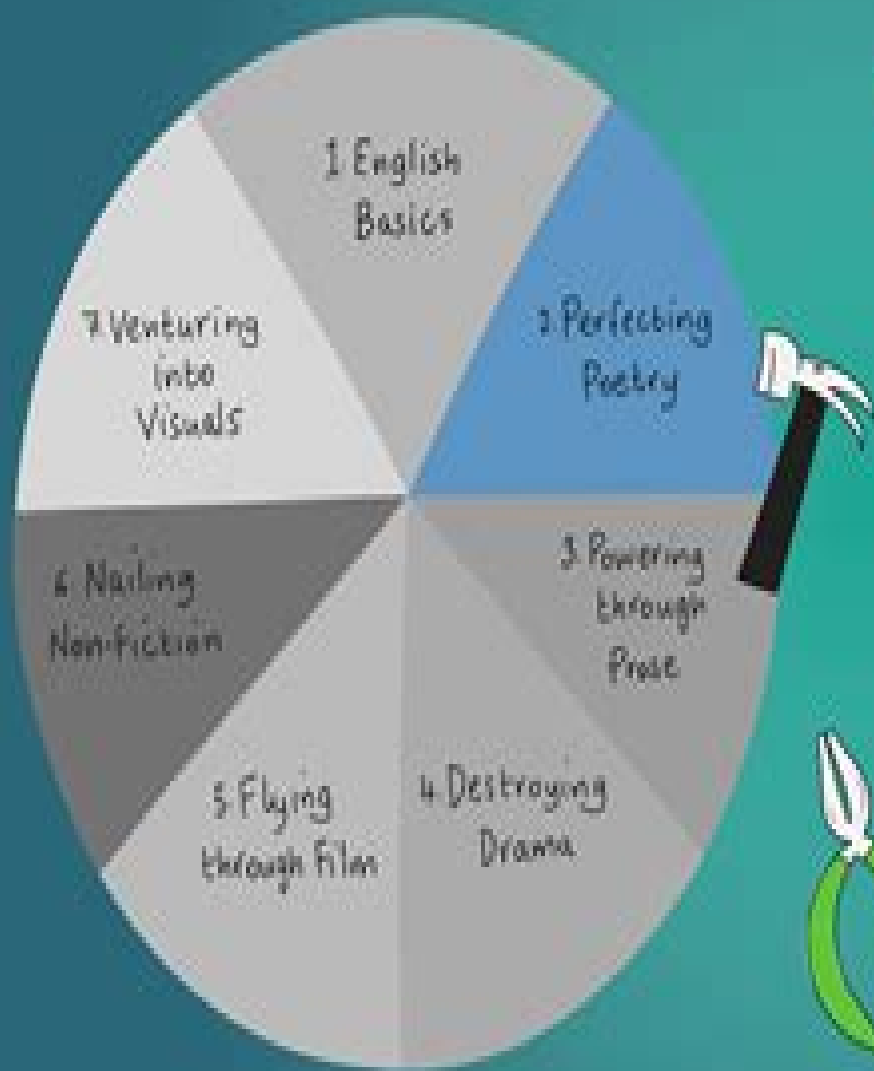 1 English
Basics
2. Perfecting
Poetry
3. Powering
through
Prose
4. Destroying
Drama
5. Flying
through Film
6. Nailing
Non-fiction
7. Venturing
into
Visuals